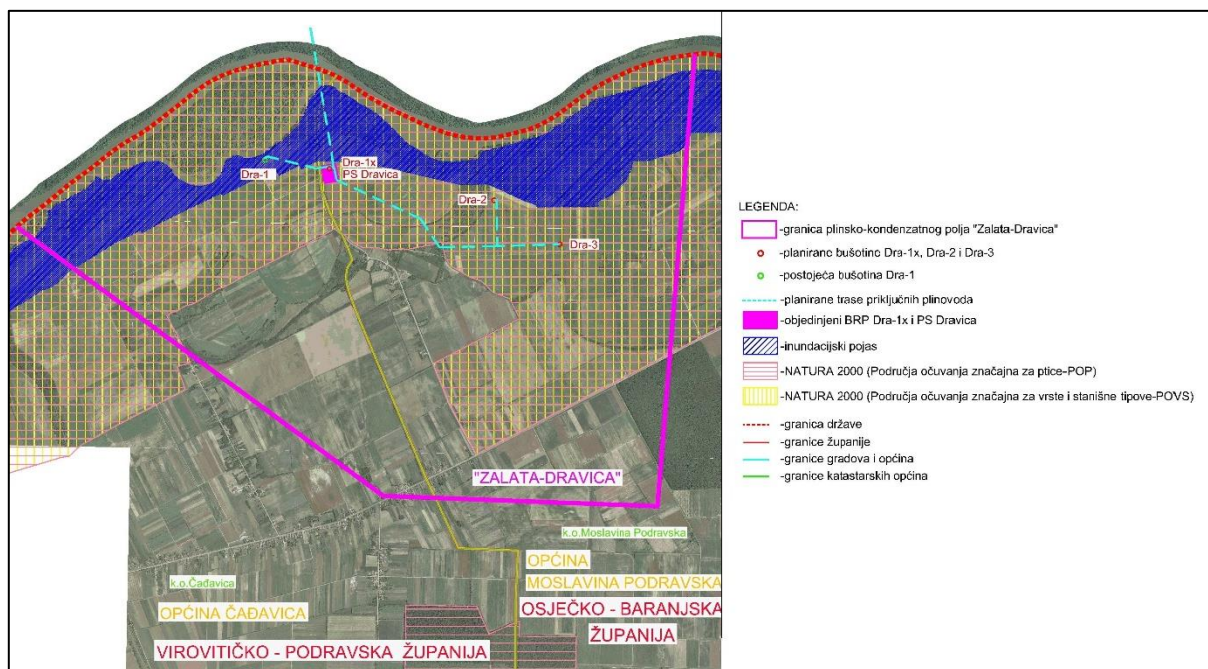 Dra-1
Dra-1x
PS Dravica
Dra-2
Dra-3
"ZALATA-DRAVICA"
k.o.Moslavina Podravska
k.o.Čađavica
OPĆINA
MOSLAVINA PODRAVSKA
OPĆINA ČAĐAVICA
OSJEČKO - BARANJSKA
ŽUPANIJA
VIROVITIČKO - PODRAVSKA ŽUPANIJA
LEGENDA:
-granica plinsko-kondenzatnog polja "Zalata-Dravica"
-planirane bušotine Dra-1x, Dra-2 i Dra-3
-postojeća bušotina Dra-1
-planirane trase priključnih plinovoda
-objedinjeni BRP Dra-1x i PS Dravica
-inundacijski pojas
-NATURA 2000 (Područja očuvanja značajna za ptice-POP)
-NATURA 2000 (Područja očuvanja značajna za vrste i stanišne tipove-POVS)
-granica države
-granice županije
-granice gradova i općina
-granice katastarskih općina